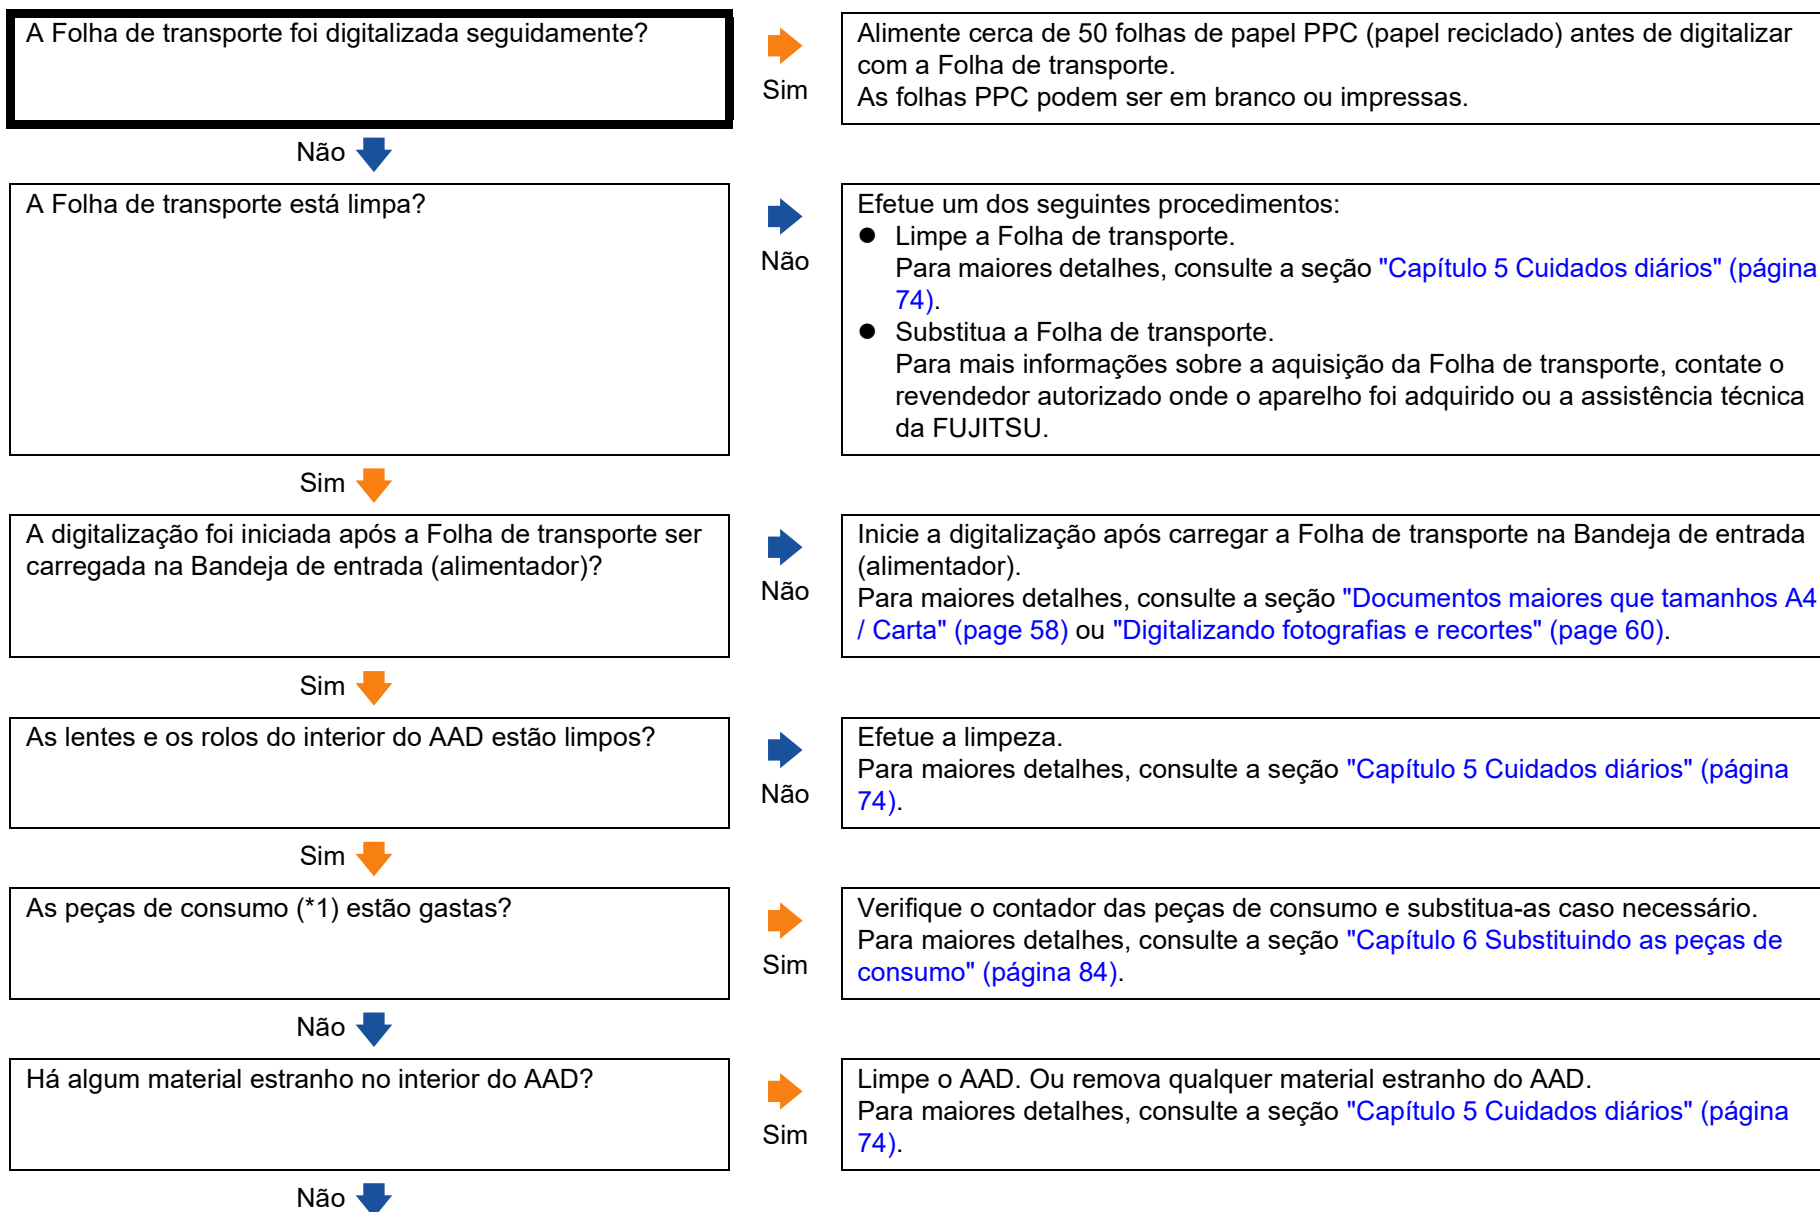 A Folha de transporte foi digitalizada seguidamente?
Sim
Alimente cerca de 50 folhas de papel PPC (papel reciclado) antes de digitalizar
com a Folha de transporte.
As folhas PPC podem ser em branco ou impressas.
Não
A Folha de transporte está limpa?
Não
Efetue um dos seguintes procedimentos:
● Limpe a Folha de transporte.
Para maiores detalhes, consulte a seção "Capítulo 5 Cuidados diários" (página
74).
● Substitua a Folha de transporte.
Para mais informações sobre a aquisição da Folha de transporte, contate o
revendedor autorizado onde o aparelho foi adquirido ou a assistência técnica
da FUJITSU.
Sim
A digitalização foi iniciada após a Folha de transporte ser
carregada na Bandeja de entrada (alimentador)?
Não
Inicie a digitalização após carregar a Folha de transporte na Bandeja de entrada
(alimentador).
Para maiores detalhes, consulte a seção "Documentos maiores que tamanhos A4
/ Carta" (page 58) ou "Digitalizando fotografias e recortes" (page 60).
Sim
As lentes e os rolos do interior do AAD estão limpos?
Não
Efetue a limpeza.
Para maiores detalhes, consulte a seção "Capítulo 5 Cuidados diários" (página
74).
Sim
As peças de consumo (*1) estão gastas?
Sim
Verifique o contador das peças de consumo e substitua-as caso necessário.
Para maiores detalhes, consulte a seção "Capítulo 6 Substituindo as peças de
consumo" (página 84).
Não
Há algum material estranho no interior do AAD?
Sim
Limpe o AAD. Ou remova qualquer material estranho do AAD.
Para maiores detalhes, consulte a seção "Capítulo 5 Cuidados diários" (página
74).
Não